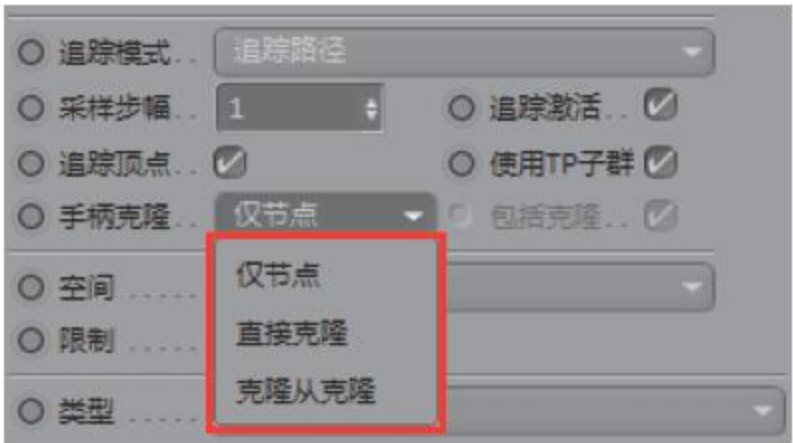 追踪模式.. 追踪路径
采样步幅.. 1 追踪激活..
追踪顶点.. 使用TP子群
手柄克隆.. 仅节点 包括克隆..
仅节点
空间.....
直接克隆
限制.....
克隆从克隆
类型.....